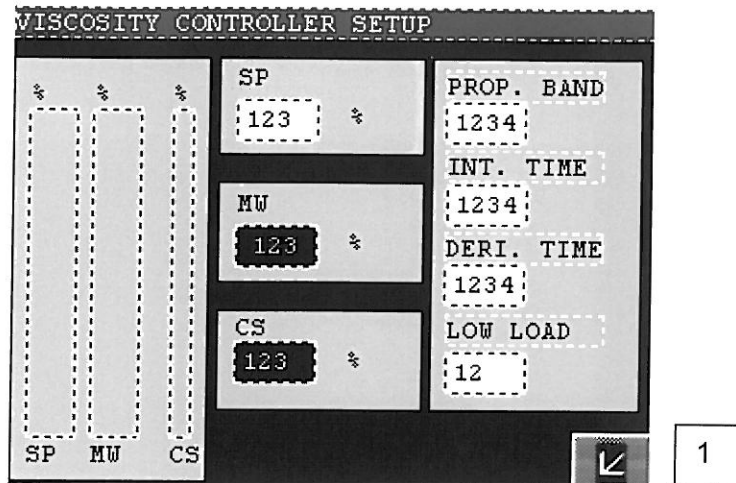 VISCOSITY CONTROLLER SETUP
% % %
SP MW CS
SP
123 %
MW
123 %
CS
123 %
PROP. BAND
1234
INT. TIME
1234
DERI. TIME
1234
LOW LOAD
12
1